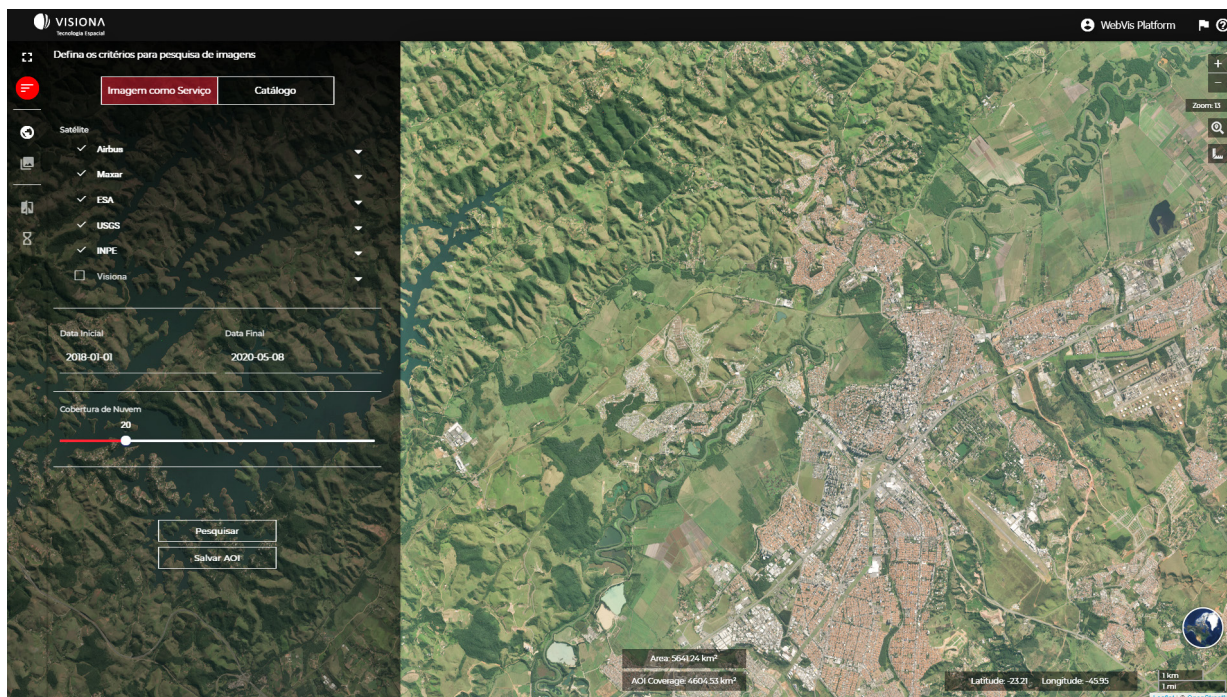 VISIONA
Tecnologia Espacial
WebVis Platform
Defina os critérios para pesquisa de imagens
Imagem como Serviço
Catálogo
Zoom: 13
Satélite
Airbus
Maxar
ESA
USGS
INPE
Visiona
Data Inicial
Data Final
2018-01-01
2020-05-08
Cobertura de Nuvem
20
Pesquisar
Salvar AOI
Area: 5641.24 km²
AOI Coverage: 4604.53 km²
Latitude: -23.21 Longitude: -45.95
1 km
1 mi